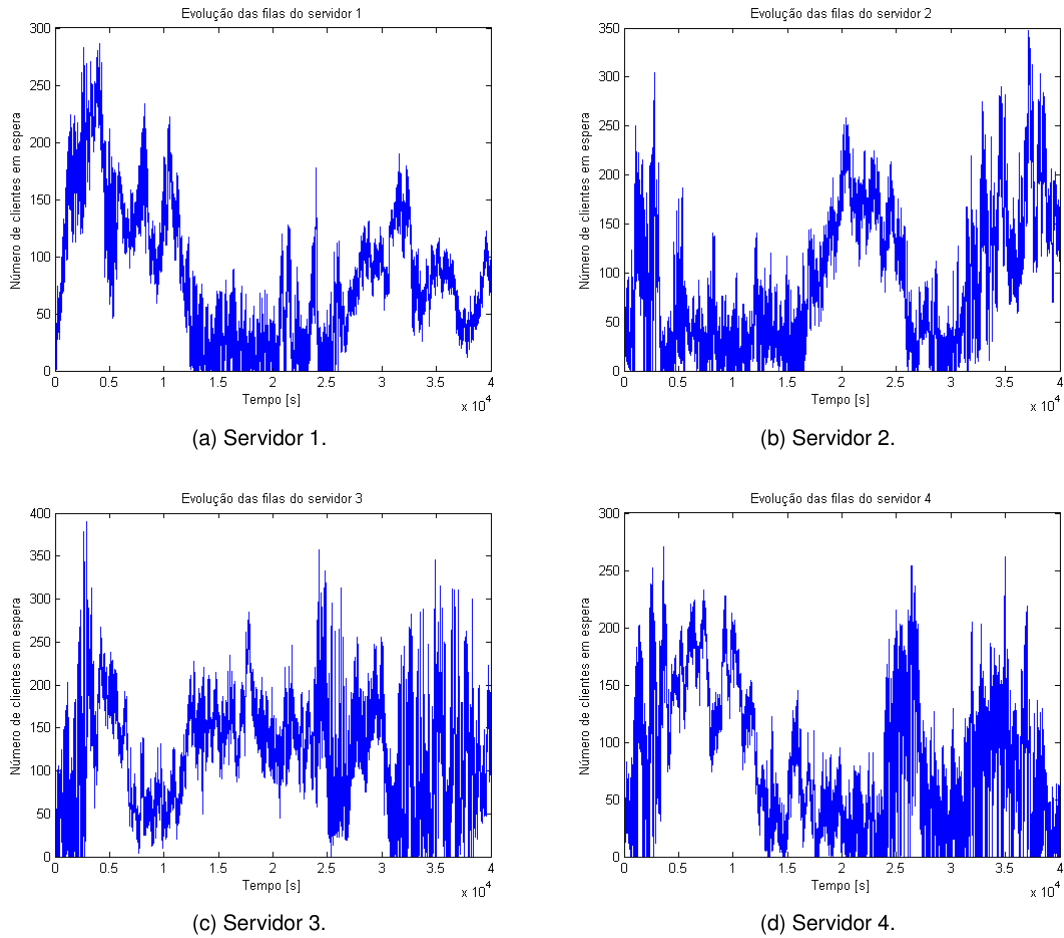 Evolução das filas do servidor 1
Número de clientes em espera
300
250
200
150
100
50
0
0 0.5 1 1.5 2 2.5 3 3.5 4
Tempo [s]
x 10^4
(a) Servidor 1.
Evolução das filas do servidor 2
Número de clientes em espera
350
300
250
200
150
100
50
0
0 0.5 1 1.5 2 2.5 3 3.5 4
Tempo [s]
x 10^4
(b) Servidor 2.
Evolução das filas do servidor 3
Número de clientes em espera
400
350
300
250
200
150
100
50
0
0 0.5 1 1.5 2 2.5 3 3.5 4
Tempo [s]
x 10^4
(c) Servidor 3.
Evolução das filas do servidor 4
Número de clientes em espera
300
250
200
150
100
50
0
0 0.5 1 1.5 2 2.5 3 3.5 4
Tempo [s]
x 10^4
(d) Servidor 4.